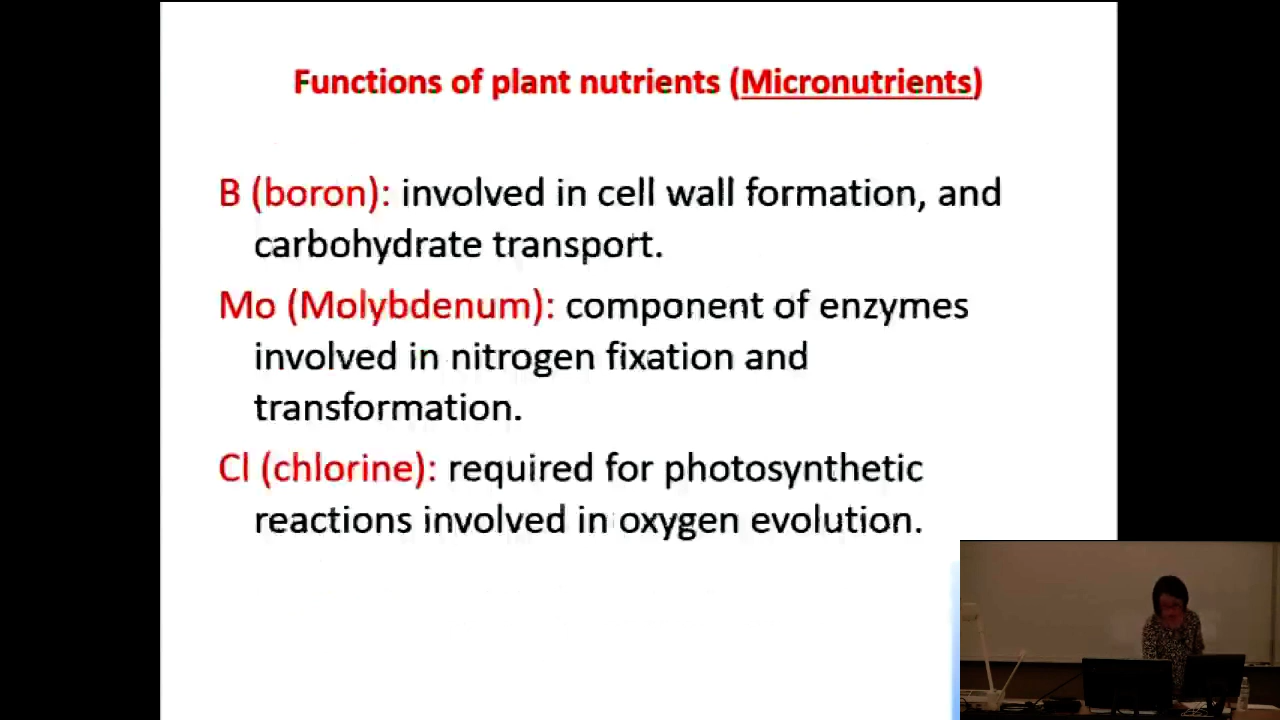 Functions of plant nutrients (Micronutrients)
B (boron): involved in cell wall formation, and
carbohydrate transport.
Mo (Molybdenum): component of enzymes
involved in nitrogen fixation and
transformation.
Cl (chlorine): required for photosynthetic
reactions involved in oxygen evolution.